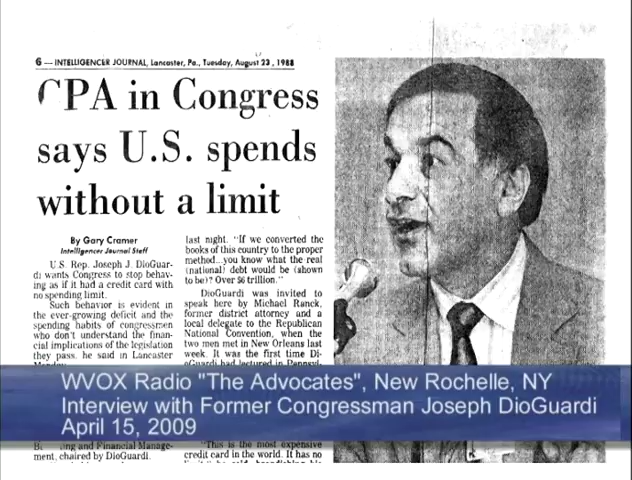 6 — INTELLIGENCER JOURNAL, Lancaster, Pa., Tuesday, August 23, 1988
CPA in Congress
says U.S. spends
without a limit
By Gary Cramer
Intelligencer Journal Staff
U.S. Rep. Joseph J. DioGuar-
di wants Congress to stop behav-
ing as if it had a credit card with
no spending limit.
Such behavior is evident in
the ever-growing deficit and the
spending habits of congressmen
who don't understand the finan-
cial implications of the legislation
they pass, he said in Lancaster
last night. "If we converted the
books of this country to the proper
method...you know what the real
(national) debt would be (shown
to be)? Over $6 trillion."
DioGuardi was invited to
speak here by Michael Ranck,
former district attorney and a
local delegate to the Republican
National Convention, when the
two men met in New Orleans last
week. It was the first time Di-
oGuardi had lectured in Pennsyl-
WVOX Radio "The Advocates", New Rochelle, NY
Interview with Former Congressman Joseph DioGuardi
April 15, 2009
and Financial Manage-
ment, chaired by DioGuardi.
"This is the most expensive
credit card in the world. It has no